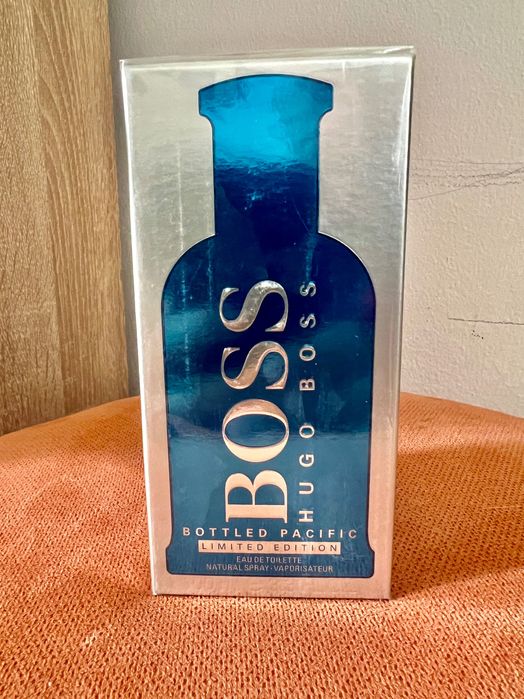 BOSS
HUGO BOSS
BOTTLED PACIFIC
LIMITED EDITION
EAU DE TOILETTE
NATURAL SPRAY·VAPORISATEUR